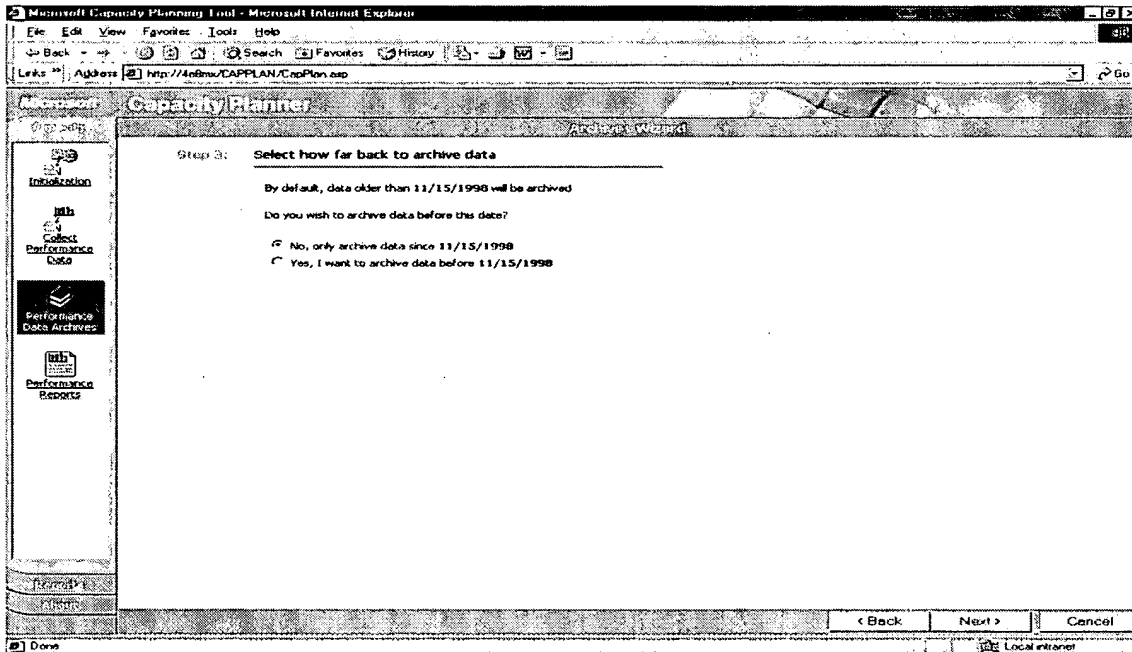 Microsoft Capacity Planning Tool - Microsoft Internet Explorer
File Edit View Favorites Tools Help
Back Search Favorites History
Links » Address http://4n8mx/CAPPLAN/CapPlan.asp Go
Microsoft Capacity Planner
Archives Wizard
Initialization
Collect Performance Data
Performance Data Archives
Performance Reports
Step 3: Select how far back to archive data
By default, data older than 11/15/1998 will be archived
Do you wish to archive data before this date?
No, only archive data since 11/15/1998
Yes, I want to archive data before 11/15/1998
About
< Back Next > Cancel
Done Local intranet